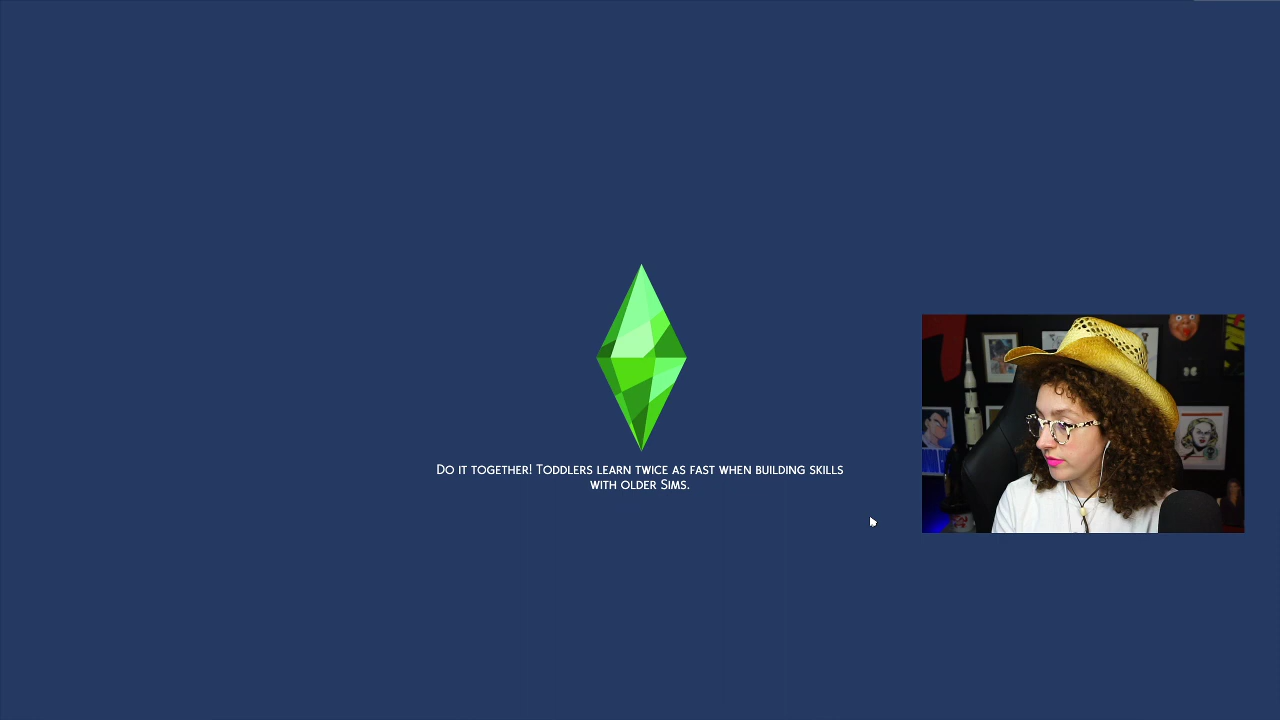 Do it together! Toddlers learn twice as fast when building skills
with older Sims.